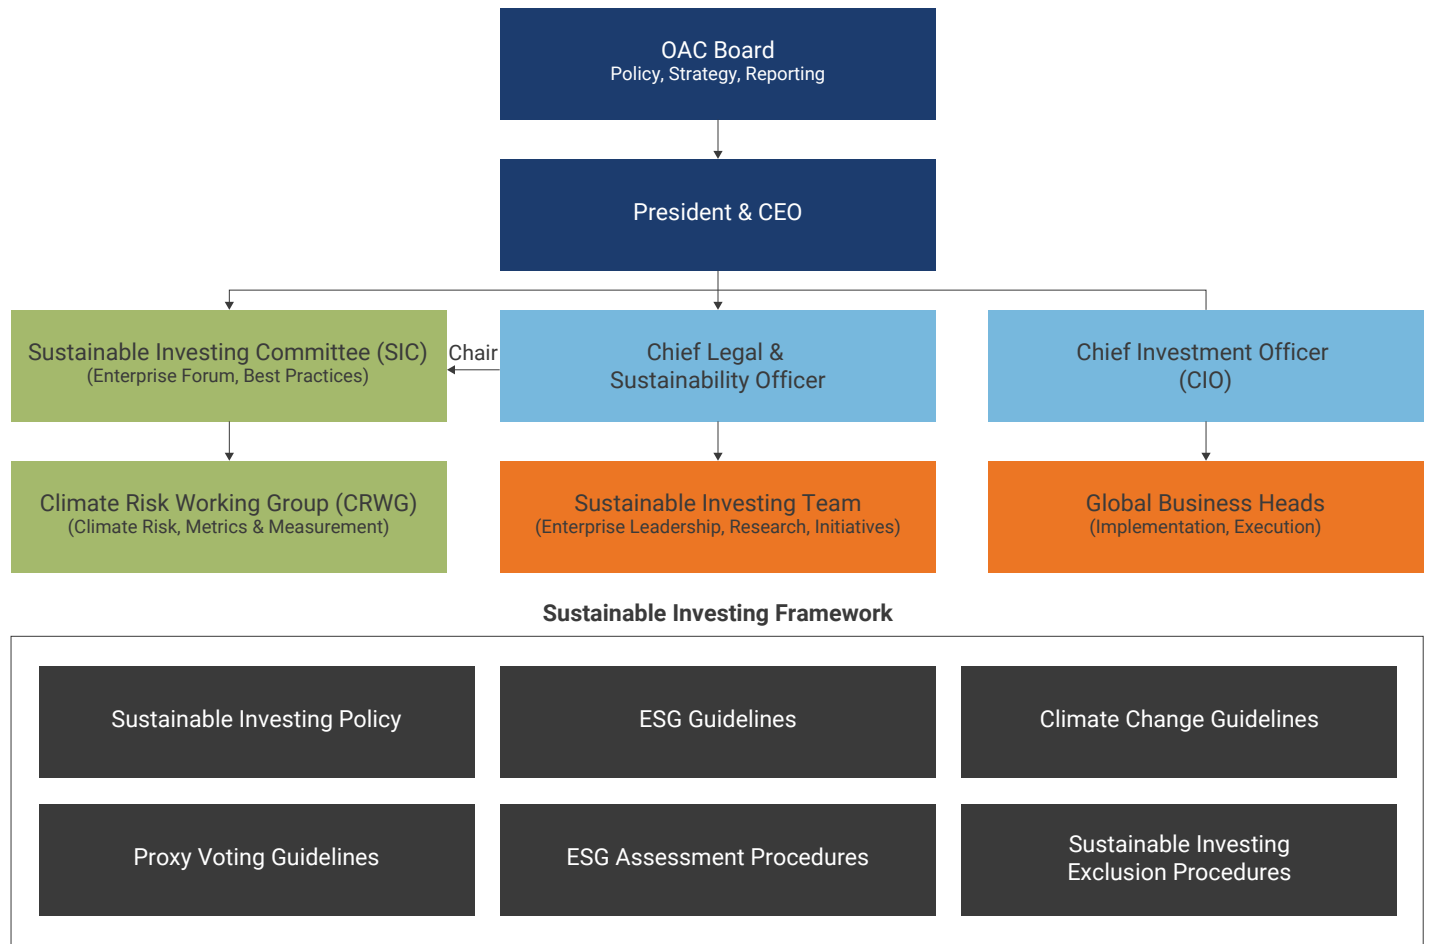 OAC Board
Policy, Strategy, Reporting
President & CEO
Sustainable Investing Committee (SIC)
(Enterprise Forum, Best Practices)
Chair
Chief Legal &
Sustainability Officer
Chief Investment Officer
(CIO)
Climate Risk Working Group (CRWG)
(Climate Risk, Metrics & Measurement)
Sustainable Investing Team
(Enterprise Leadership, Research, Initiatives)
Global Business Heads
(Implementation, Execution)
Sustainable Investing Framework
Sustainable Investing Policy
ESG Guidelines
Climate Change Guidelines
Proxy Voting Guidelines
ESG Assessment Procedures
Sustainable Investing
Exclusion Procedures